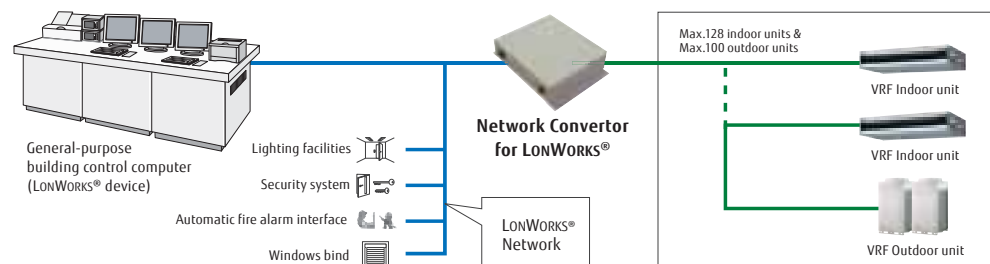 Max.128 indoor units &
Max.100 outdoor units
VRF Indoor unit
Network Convertor
for LONWORKS®
General-purpose
building control computer
(LONWORKS® device)
Lighting facilities
VRF Indoor unit
Security system
Automatic fire alarm interface
LONWORKS®
Network
Windows bind
VRF Outdoor unit